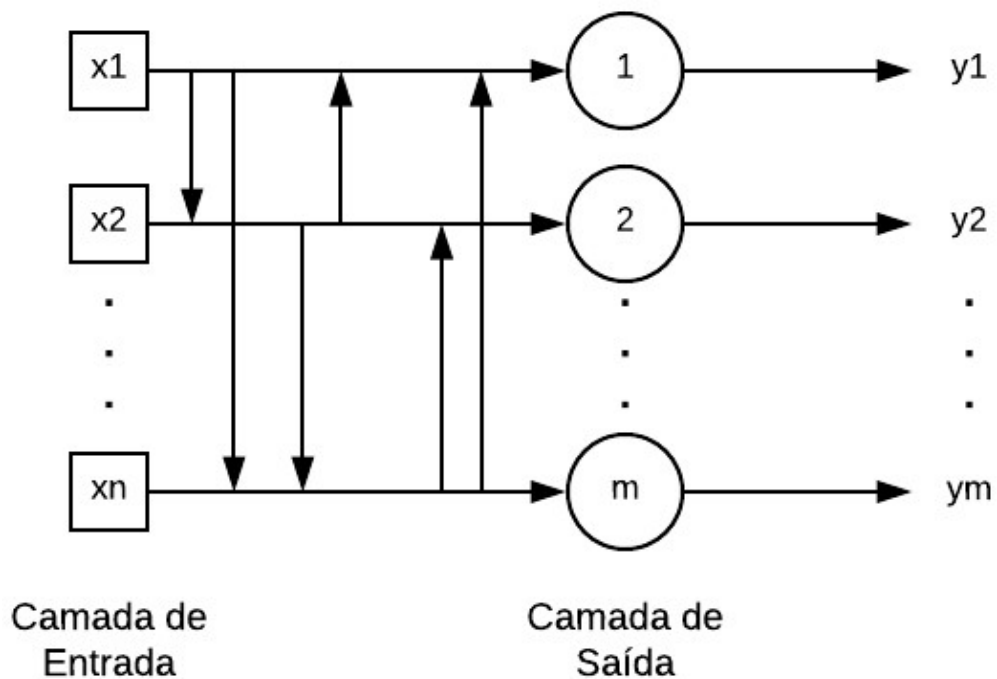 x1
1
y1
x2
2
y2
.
.
.
.
.
.
.
.
.
xn
m
ym
Camada de
Entrada
Camada de
Saída